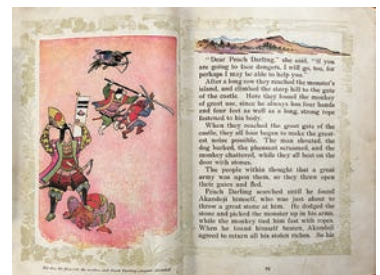 "Dear Peach Darling," she said, "if you
are going to face dangers, I will go, too, for
perhaps I may be able to help you."
After a long row they reached the monster's
island, and climbed the steep hill to the gate
of the castle. Here they found the monkey
of great use, since he always has four hands
and four feet as well as a long, strong rope
fastened to his body.
When they reached the great gate of the
castle, they all four began to make the great-
est noise possible. The man shouted, the
dog barked, the pheasant screamed, and the
monkey chattered, while they all beat on the
door with stones.
The people within thought that a great
army was upon them, so they threw open
their gates and fled.
Peach Darling searched until he found
Akandoji himself, who was just about to
throw a great stone at him. He dodged the
stone and picked the monster up in his arms,
while the monkey tied him fast with ropes.
When he found himself beaten, Akandoji
agreed to return all his stolen riches. So his